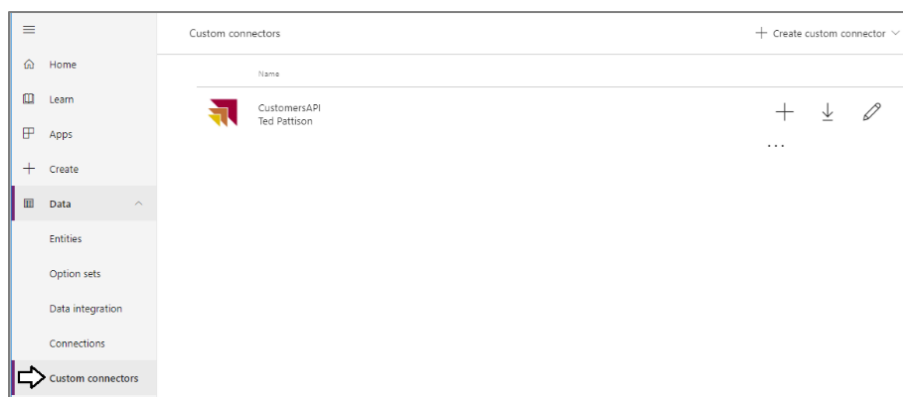 Home
Learn
Apps
Create
Data
Entities
Option sets
Data integration
Connections
Custom connectors
Custom connectors
Create custom connector
Name
CustomersAPI
Ted Pattison
...